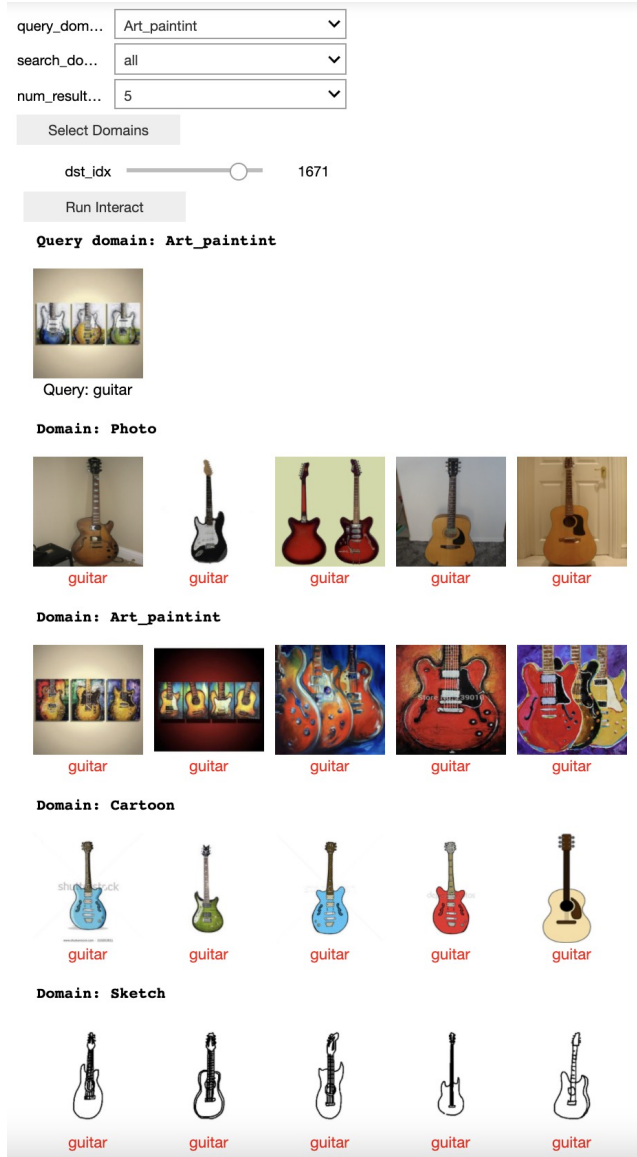 query_dom... Art_paintint
search_do... all
num_result... 5
Select Domains
dst_idx 1671
Run Interact
Query domain: Art_paintint
Query: guitar
Domain: Photo
guitar guitar guitar guitar guitar
Domain: Art_paintint
guitar guitar guitar guitar guitar
Domain: Cartoon
guitar guitar guitar guitar guitar
Domain: Sketch
guitar guitar guitar guitar guitar